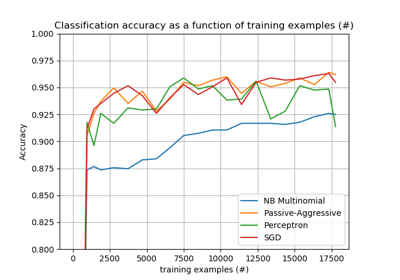 Classification accuracy as a function of training examples (#)
1.000
0.975
0.950
0.925
0.900
0.875
0.850
0.825
0.800
Accuracy
NB Multinomial
Passive-Aggressive
Perceptron
SGD
0 2500 5000 7500 10000 12500 15000 17500
training examples (#)